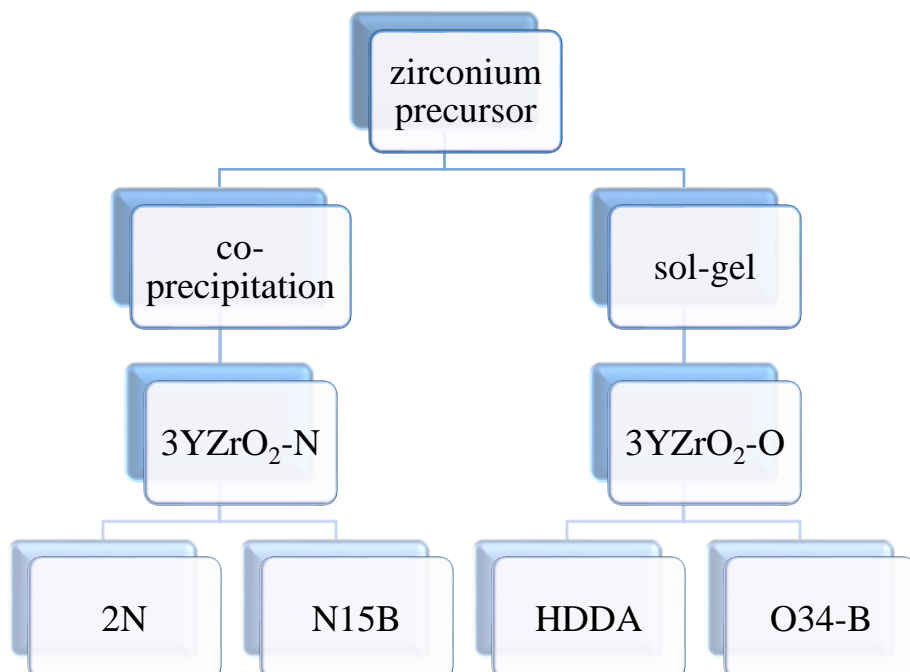 zirconium
precursor
co-
precipitation
sol-gel
3YZrO₂-N
3YZrO₂-O
2N
N15B
HDDA
O34-B